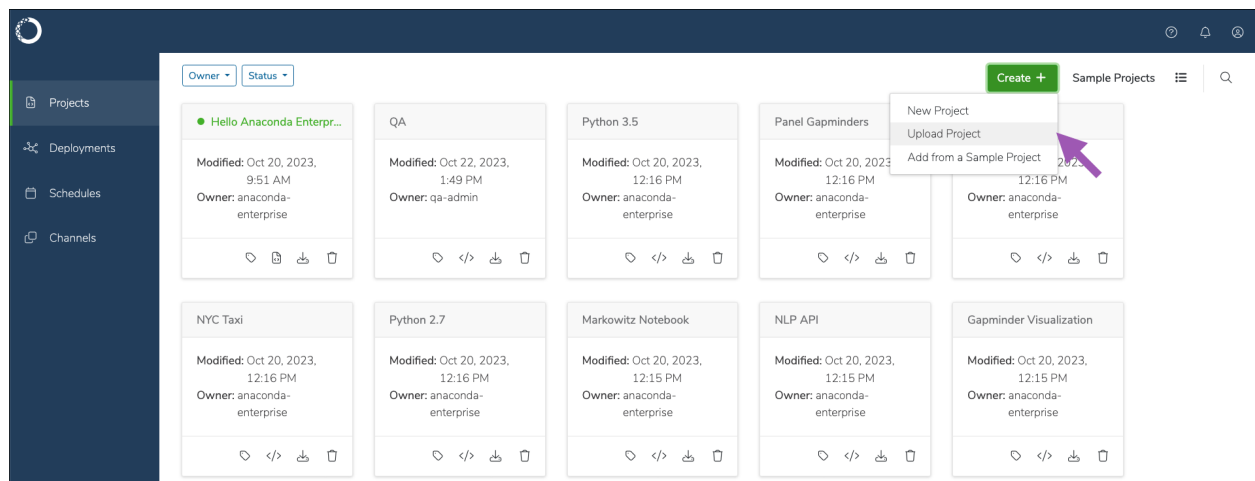 Owner
Status
Create +
Sample Projects
New Project
Upload Project
Add from a Sample Project
Projects
Deployments
Schedules
Channels
Hello Anaconda Enterpr...
Modified: Oct 20, 2023,
9:51 AM
Owner: anaconda-
enterprise
QA
Modified: Oct 22, 2023,
1:49 PM
Owner: qa-admin
Python 3.5
Modified: Oct 20, 2023,
12:16 PM
Owner: anaconda-
enterprise
Panel Gapminders
Modified: Oct 20, 2023
12:16 PM
Owner: anaconda-
enterprise
12:16 PM
Owner: anaconda-
enterprise
NYC Taxi
Modified: Oct 20, 2023,
12:16 PM
Owner: anaconda-
enterprise
Python 2.7
Modified: Oct 20, 2023,
12:16 PM
Owner: anaconda-
enterprise
Markowitz Notebook
Modified: Oct 20, 2023,
12:15 PM
Owner: anaconda-
enterprise
NLP API
Modified: Oct 20, 2023,
12:15 PM
Owner: anaconda-
enterprise
Gapminder Visualization
Modified: Oct 20, 2023,
12:15 PM
Owner: anaconda-
enterprise